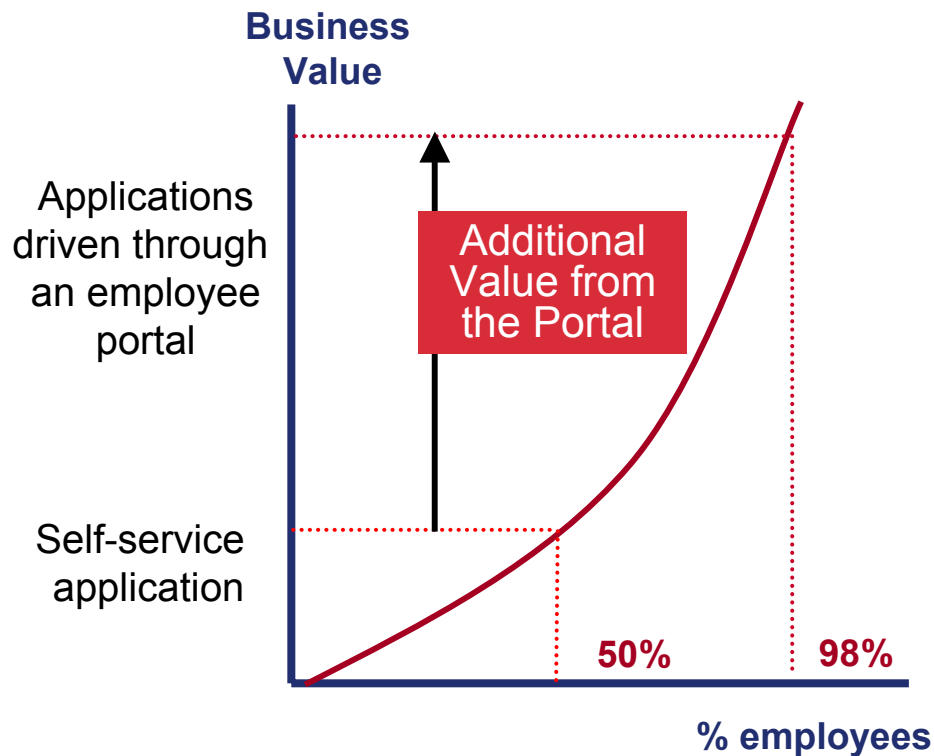 Business
Value
Applications
driven through
an employee
portal
Additional
Value from
the Portal
Self-service
application
50%
98%
% employees